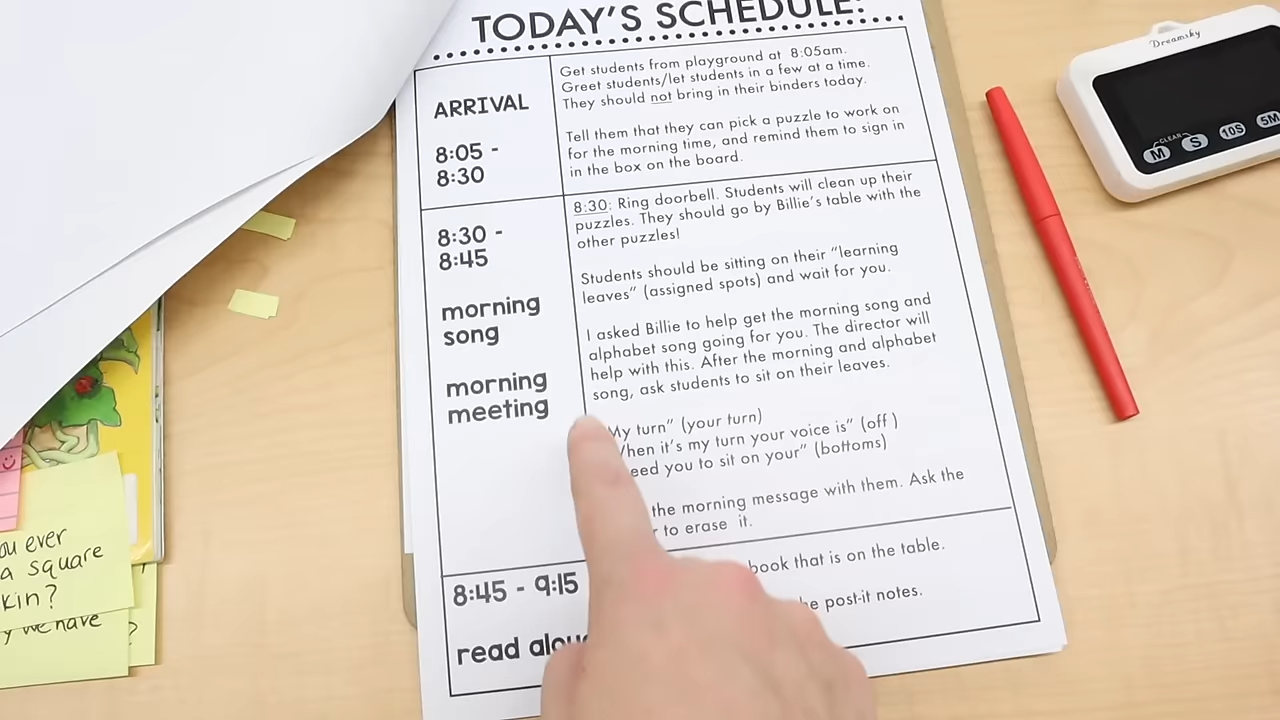 TODAY'S SCHEDULE:
ARRIVAL
8:05 -
8:30
Get students from playground at 8:05am.
Greet students/let students in a few at a time.
They should not bring in their binders today.
Tell them that they can pick a puzzle to work on
for the morning time, and remind them to sign in
in the box on the board.
8:30 -
8:45
morning
song
morning
meeting
8:30: Ring doorbell. Students will clean up their
puzzles. They should go by Billie's table with the
other puzzles!
Students should be sitting on their "learning
leaves" (assigned spots) and wait for you.
I asked Billie to help get the morning song and
alphabet song going for you. The director will
help with this. After the morning and alphabet
song, ask students to sit on their leaves.
My turn" (your turn)
it's my turn your voice is" (off )
you to sit on your" (bottoms)
the morning message with them. Ask the
to erase it.
8:45 - 9:15
read
book that is on the table.
post-it notes.
Dreamsky
CLEAR
M S 10S 5M
ever
a square
we have
?